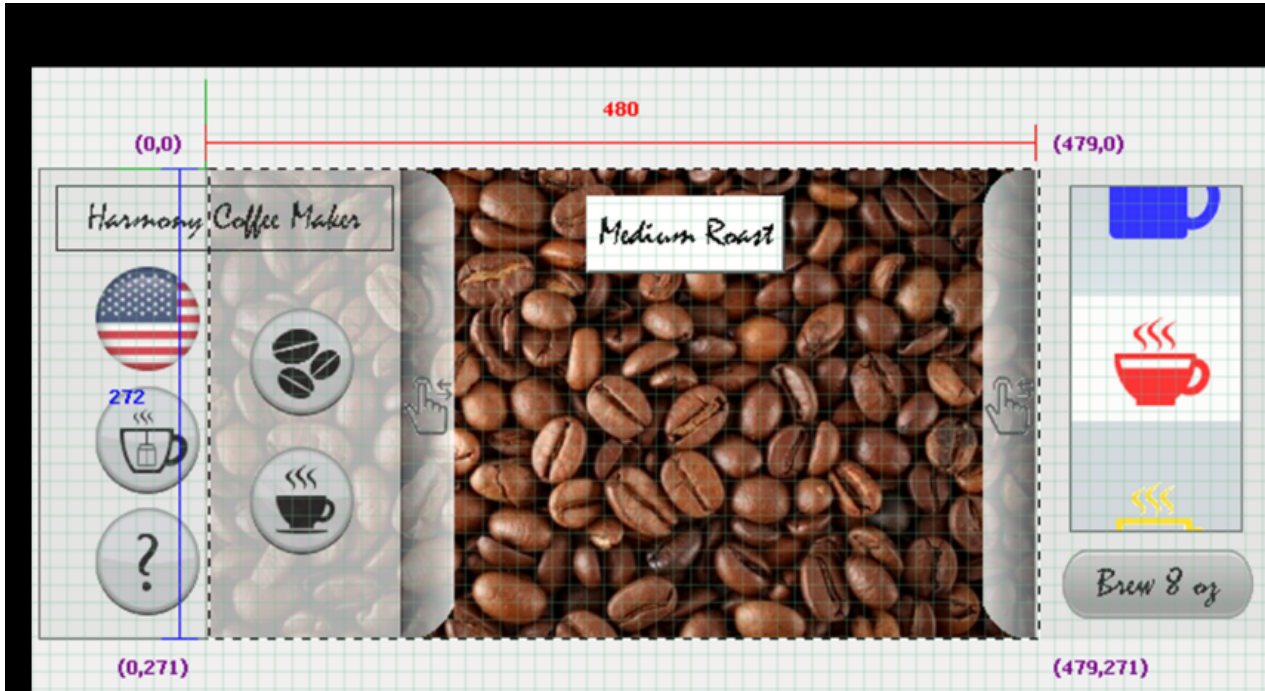 480
(0,0)
(479,0)
Harmony Coffee Maker
Medium Roast
272
?
Brew 8 oz
(0,271)
(479,271)